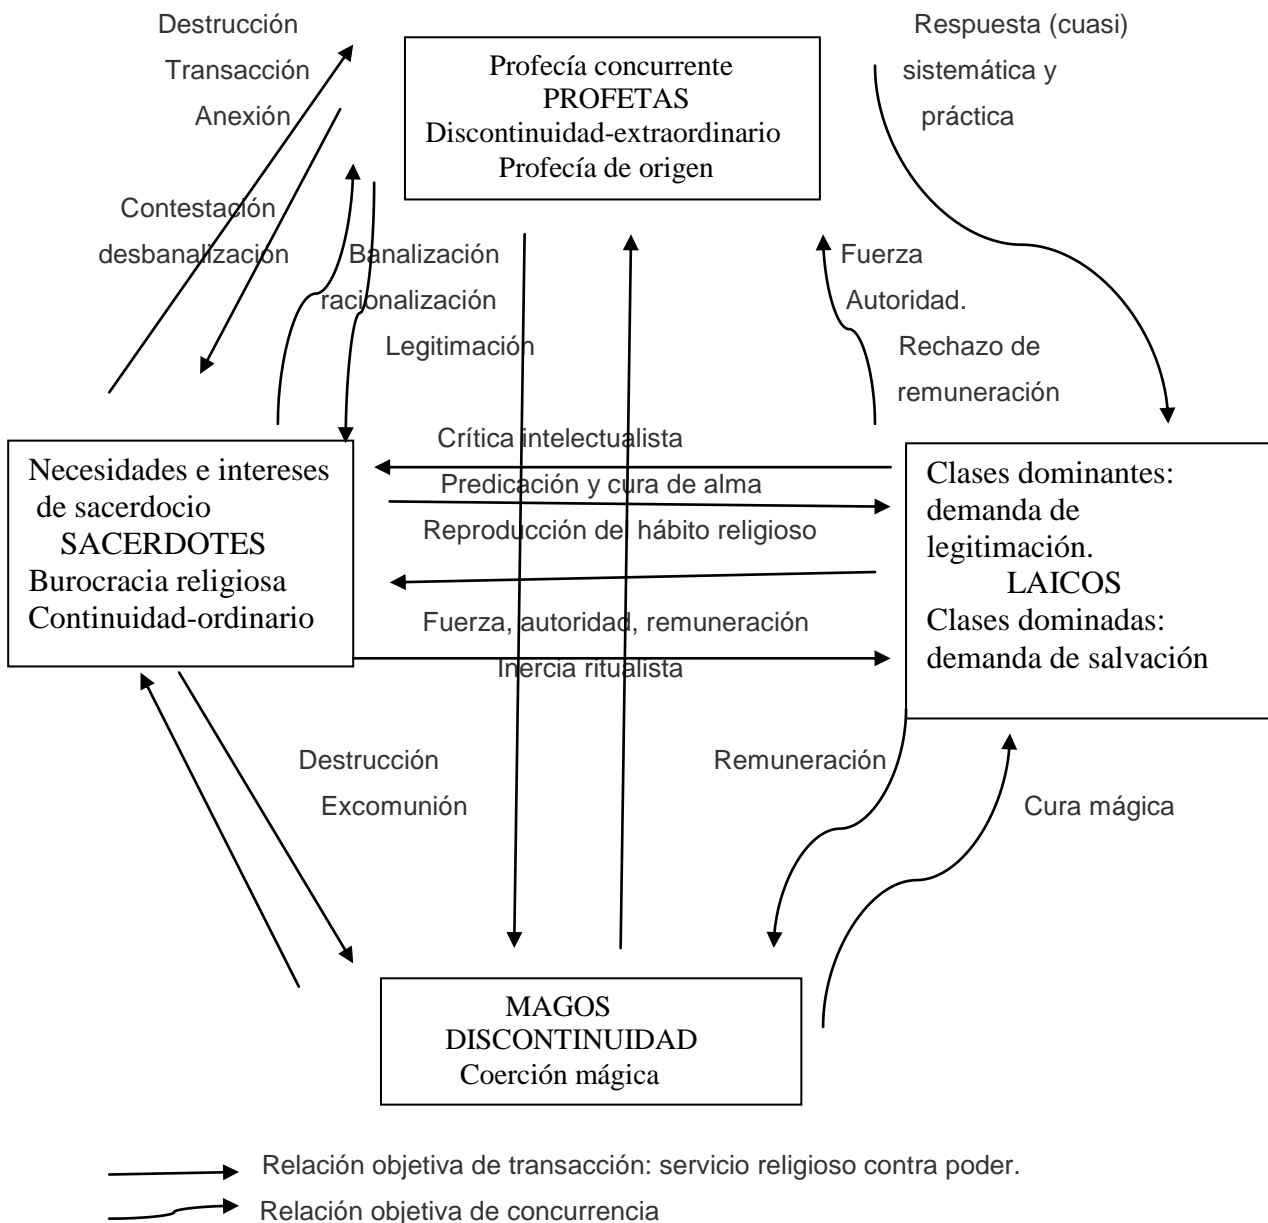 Destrucción
Transacción
Anexión
Respuesta (cuasi)
sistemática y
práctica
Profecía concurrente
PROFETAS
Discontinuidad-extraordinario
Profecía de origen
Contestación
desbanalización
Banalización
racionalización
Legitimación
Fuerza
Autoridad.
Rechazo de
remuneración
Crítica intelectualista
Predicación y cura de alma
Reproducción del hábito religioso
Fuerza, autoridad, remuneración
Inercia ritualista
Necesidades e intereses
de sacerdocio
SACERDOTES
Burocracia religiosa
Continuidad-ordinario
Clases dominantes:
demanda de
legitimación.
LAICOS
Clases dominadas:
demanda de salvación
Destrucción
Excomunión
Remuneración
Cura mágica
MAGOS
DISCONTINUIDAD
Coerción mágica
Relación objetiva de transacción: servicio religioso contra poder.
Relación objetiva de concurrencia